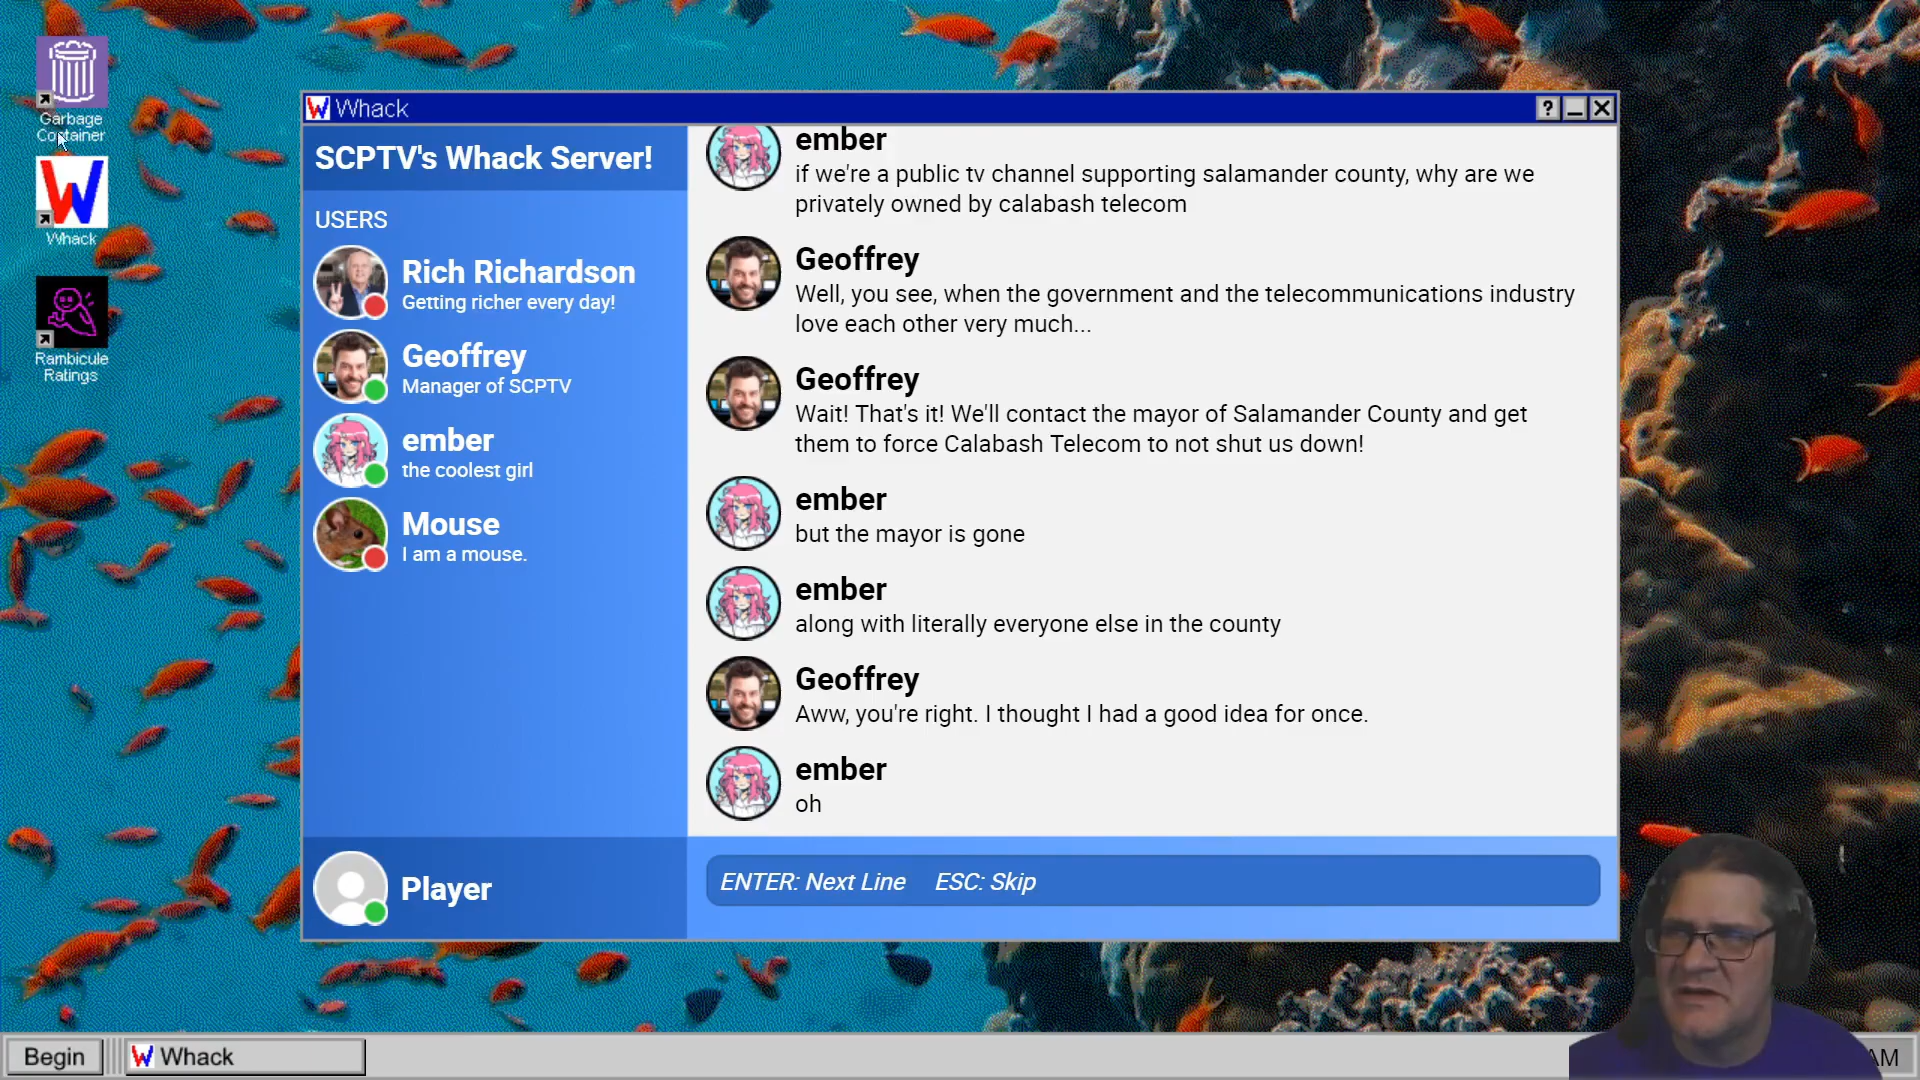 Garbage
Container
Whack
Rambicule
Ratings
W Whack
?
SCPTV's Whack Server!
USERS
Rich Richardson
Getting richer every day!
Geoffrey
Manager of SCPTV
ember
the coolest girl
Mouse
I am a mouse.
Player
ember
if we're a public tv channel supporting salamander county, why are we
privately owned by calabash telecom
Geoffrey
Well, you see, when the government and the telecommunications industry
love each other very much...
Geoffrey
Wait! That's it! We'll contact the mayor of Salamander County and get
them to force Calabash Telecom to not shut us down!
ember
but the mayor is gone
ember
along with literally everyone else in the county
Geoffrey
Aww, you're right. I thought I had a good idea for once.
ember
oh
ENTER: Next Line ESC: Skip
Begin
W Whack
AM